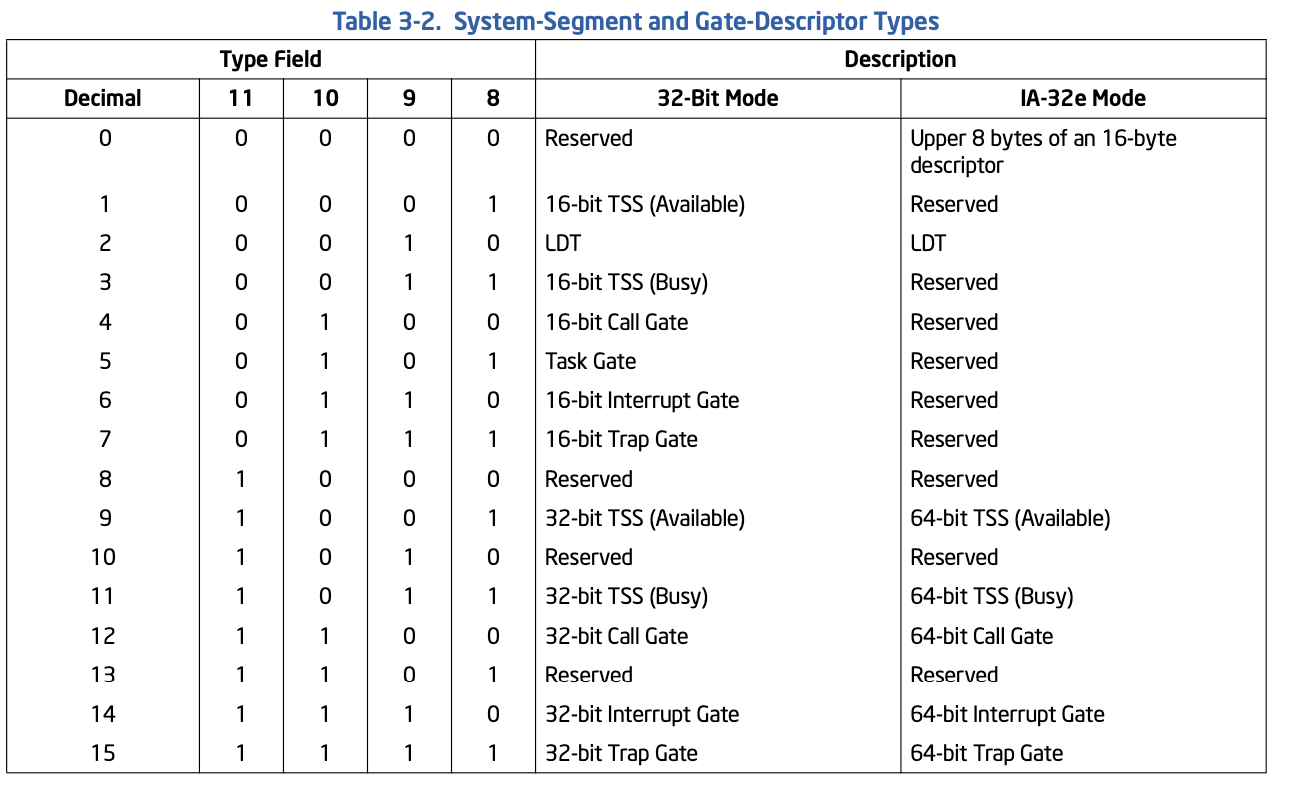 Table 3-2. System-Segment and Gate-Descriptor Types
Type Field Description
Decimal 11 10 9 8 32-Bit Mode IA-32e Mode
0 0 0 0 0 Reserved Upper 8 bytes of an 16-byte
descriptor
1 0 0 0 1 16-bit TSS (Available) Reserved
2 0 0 1 0 LDT LDT
3 0 0 1 1 16-bit TSS (Busy) Reserved
4 0 1 0 0 16-bit Call Gate Reserved
5 0 1 0 1 Task Gate Reserved
6 0 1 1 0 16-bit Interrupt Gate Reserved
7 0 1 1 1 16-bit Trap Gate Reserved
8 1 0 0 0 Reserved Reserved
9 1 0 0 1 32-bit TSS (Available) 64-bit TSS (Available)
10 1 0 1 0 Reserved Reserved
11 1 0 1 1 32-bit TSS (Busy) 64-bit TSS (Busy)
12 1 1 0 0 32-bit Call Gate 64-bit Call Gate
13 1 1 0 1 Reserved Reserved
14 1 1 1 0 32-bit Interrupt Gate 64-bit Interrupt Gate
15 1 1 1 1 32-bit Trap Gate 64-bit Trap Gate